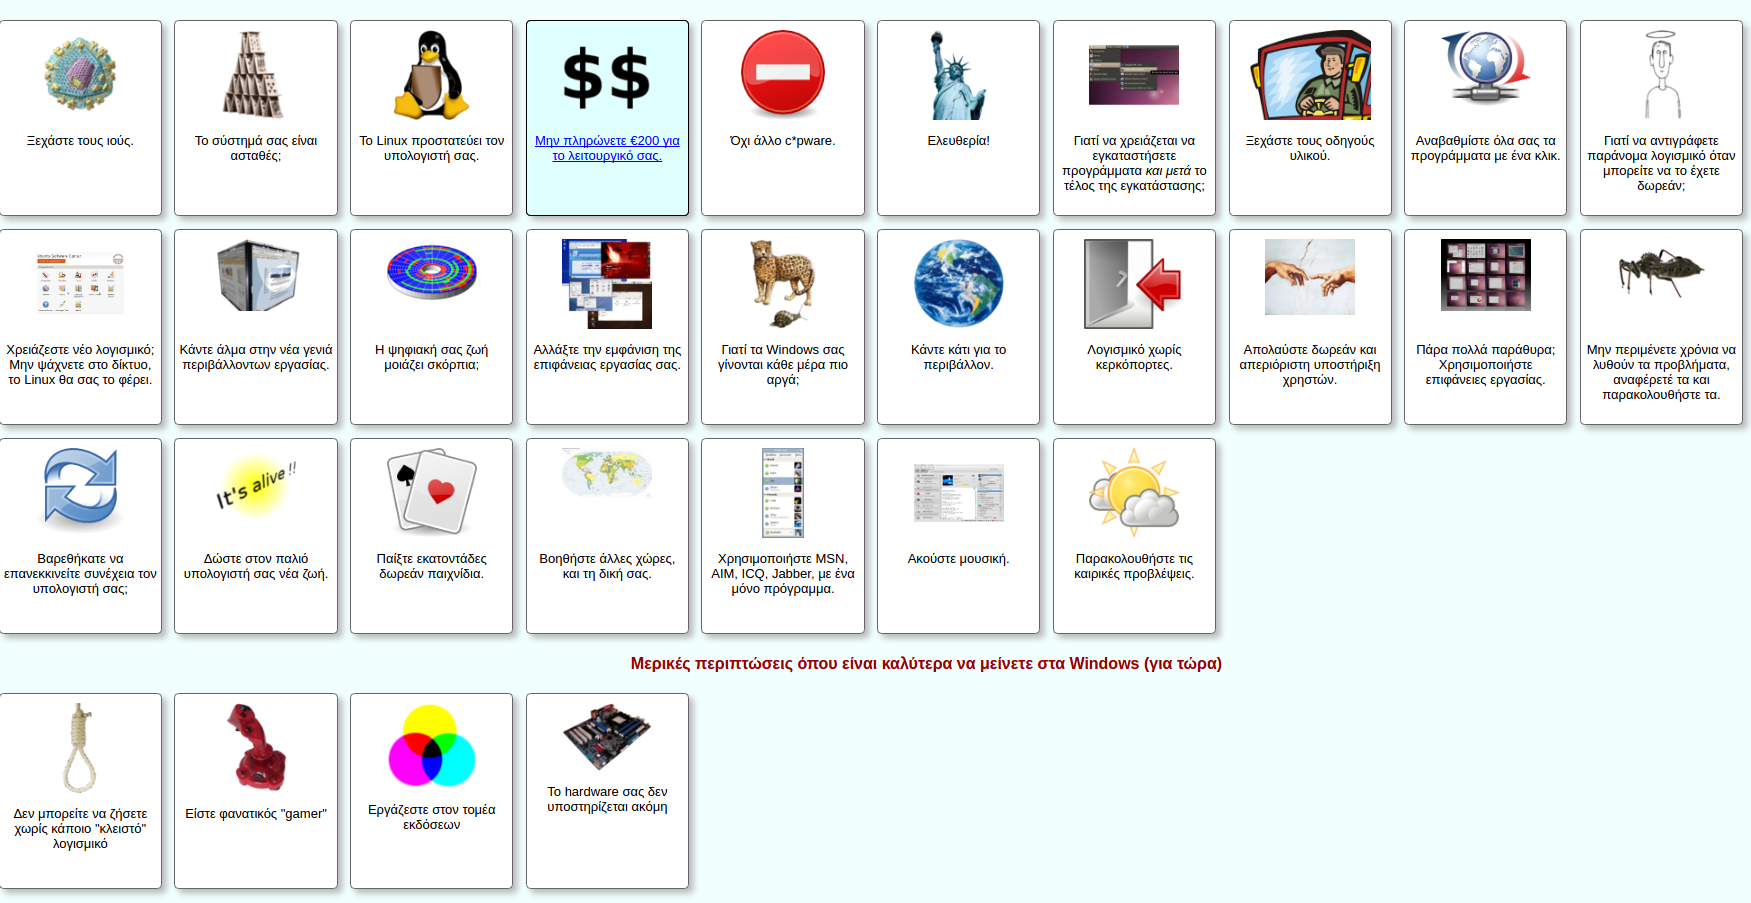 Ξεχάστε τους ιούς.
Το σύστημά σας είναι
ασταθές;
Το Linux προστατεύει τον
υπολογιστή σας.
$$
Μην πληρώνετε €200 για
το λειτουργικό σας.
Όχι άλλο c*pware.
Ελευθερία!
Γιατί να χρειάζεται να
εγκαταστήσετε
προγράμματα και μετά το
τέλος της εγκατάστασης;
Ξεχάστε τους οδηγούς
υλικού.
Αναβαθμίστε όλα σας τα
προγράμματα με ένα κλικ.
Γιατί να αντιγράφετε
παράνομα λογισμικό όταν
μπορείτε να το έχετε
δωρεάν;
Χρειάζεστε νέο λογισμικό;
Μην ψάχνετε στο δίκτυο,
το Linux θα σας το φέρει.
Κάντε άλμα στην νέα γενιά
περιβάλλοντων εργασίας.
Η ψηφιακή σας ζωή
μοιάζει σκόρπια;
Αλλάξτε την εμφάνιση της
επιφάνειας εργασίας σας.
Γιατί τα Windows σας
γίνονται κάθε μέρα πιο
αργά;
Κάντε κάτι για το
περιβάλλον.
Λογισμικό χωρίς
κερκόπορτες.
Απολαύστε δωρεάν και
απεριόριστη υποστήριξη
χρηστών.
Πάρα πολλά παράθυρα;
Χρησιμοποιήστε
επιφάνειες εργασίας.
Μην περιμένετε χρόνια να
λυθούν τα προβλήματα,
αναφέρετέ τα και
παρακολουθήστε τα.
Βαρεθήκατε να
επανεκκινείτε συνέχεια τον
υπολογιστή σας;
It's alive !!
Δώστε στον παλιό
υπολογιστή σας νέα ζωή.
Παίξτε εκατοντάδες
δωρεάν παιχνίδια.
Βοηθήστε άλλες χώρες,
και τη δική σας.
Χρησιμοποιήστε MSN,
AIM, ICQ, Jabber, με ένα
μόνο πρόγραμμα.
Ακούστε μουσική.
Παρακολουθήστε τις
καιρικές προβλέψεις.
Μερικές περιπτώσεις όπου είναι καλύτερα να μείνετε στα Windows (για τώρα)
Δεν μπορείτε να ζήσετε
χωρίς κάποιο "κλειστό"
λογισμικό
Είστε φανατικός "gamer"
Εργάζεστε στον τομέα
εκδόσεων
Το hardware σας δεν
υποστηρίζεται ακόμη